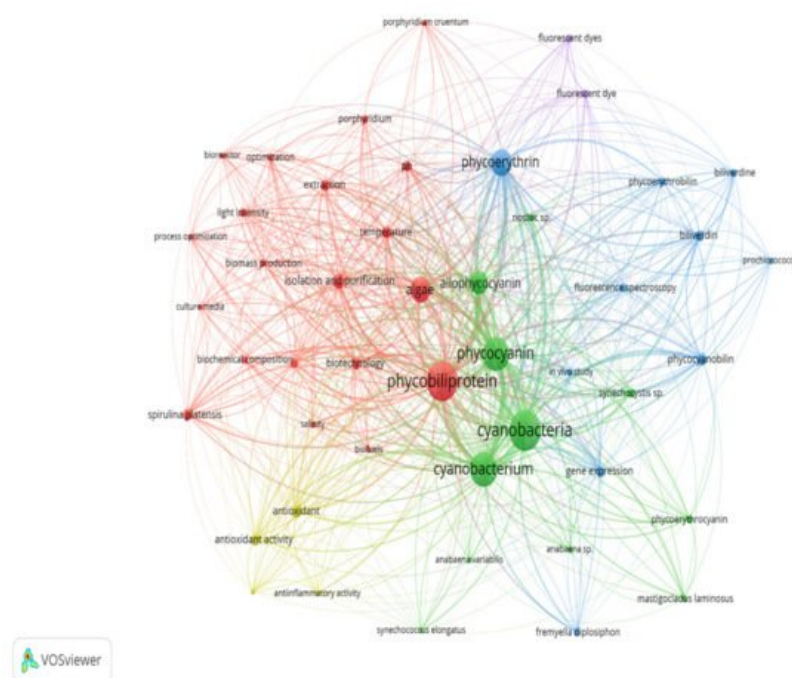 porphyridium cruentum
fluorescent dyes
fluorescent dye
porphyridium
phycoerythrin
bioreactor
optimization
ph
extraction
phycoerythrobilin
biliverdine
light intensity
nostoc sp.
process optimization
temperature
biliverdin
biomass production
prochlorococcus
isolation and purification
algae
allophycocyanin
fluorescence spectroscopy
culture media
biochemical composition
biotechnology
phycocyanin
phycocyanobilin
phycobiliprotein
in vivo study
synechocystis sp.
spirulina platensis
salinity
cyanobacteria
biofuels
cyanobacterium
gene expression
antioxidant
phycoerythrocyanin
antioxidant activity
anabaena variabilis
anabaena sp.
antiinflammatory activity
mastigocladus laminosus
synechococcus elongatus
fremyella diplosiphon
VOSviewer